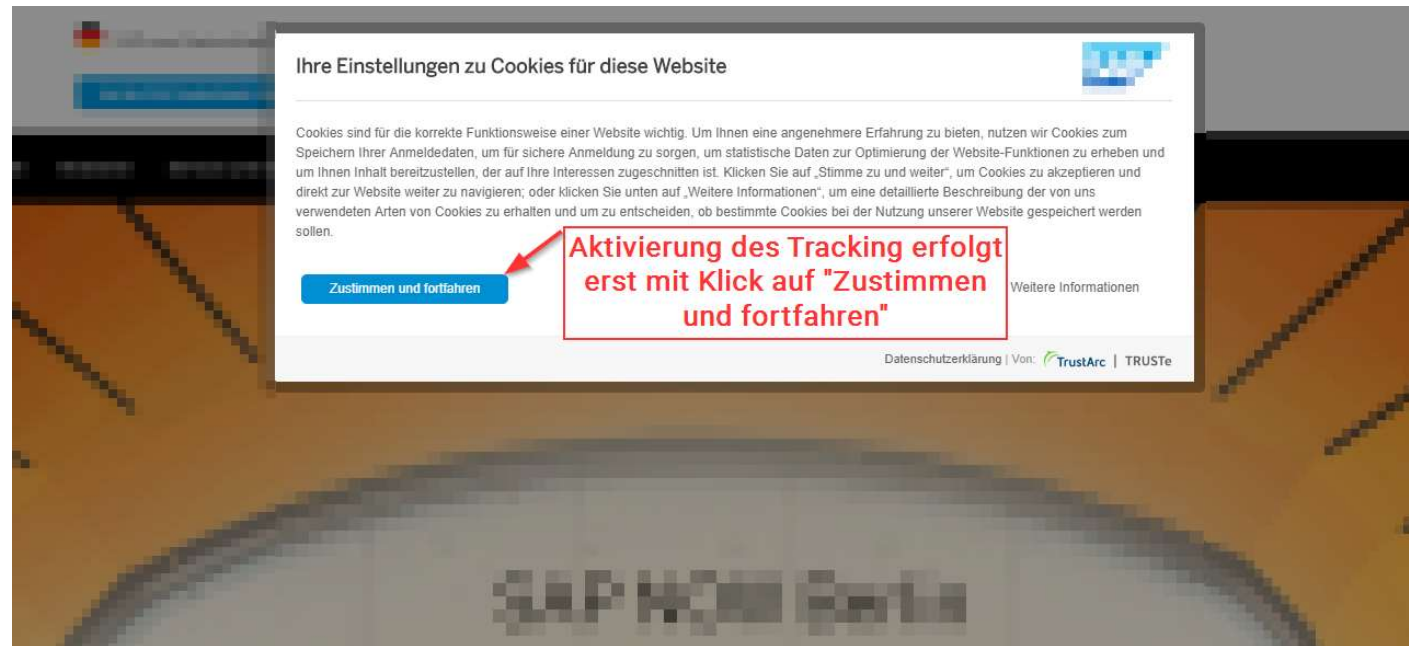 Ihre Einstellungen zu Cookies für diese Website
Cookies sind für die korrekte Funktionsweise einer Website wichtig. Um Ihnen eine angenehmere Erfahrung zu bieten, nutzen wir Cookies zum
Speichern Ihrer Anmeldedaten, um für sichere Anmeldung zu sorgen, um statistische Daten zur Optimierung der Website-Funktionen zu erheben und
um Ihnen Inhalt bereitzustellen, der auf Ihre Interessen zugeschnitten ist. Klicken Sie auf „Stimme zu und weiter“, um Cookies zu akzeptieren und
direkt zur Website weiter zu navigieren; oder klicken Sie unten auf „Weitere Informationen“, um eine detaillierte Beschreibung der von uns
verwendeten Arten von Cookies zu erhalten und um zu entscheiden, ob bestimmte Cookies bei der Nutzung unserer Website gespeichert werden
sollen.
Aktivierung des Tracking erfolgt
erst mit Klick auf "Zustimmen
und fortfahren"
Zustimmen und fortfahren
Weitere Informationen
Datenschutzerklärung | Von: TrustArc | TRUSTe
SAP NOW Berlin